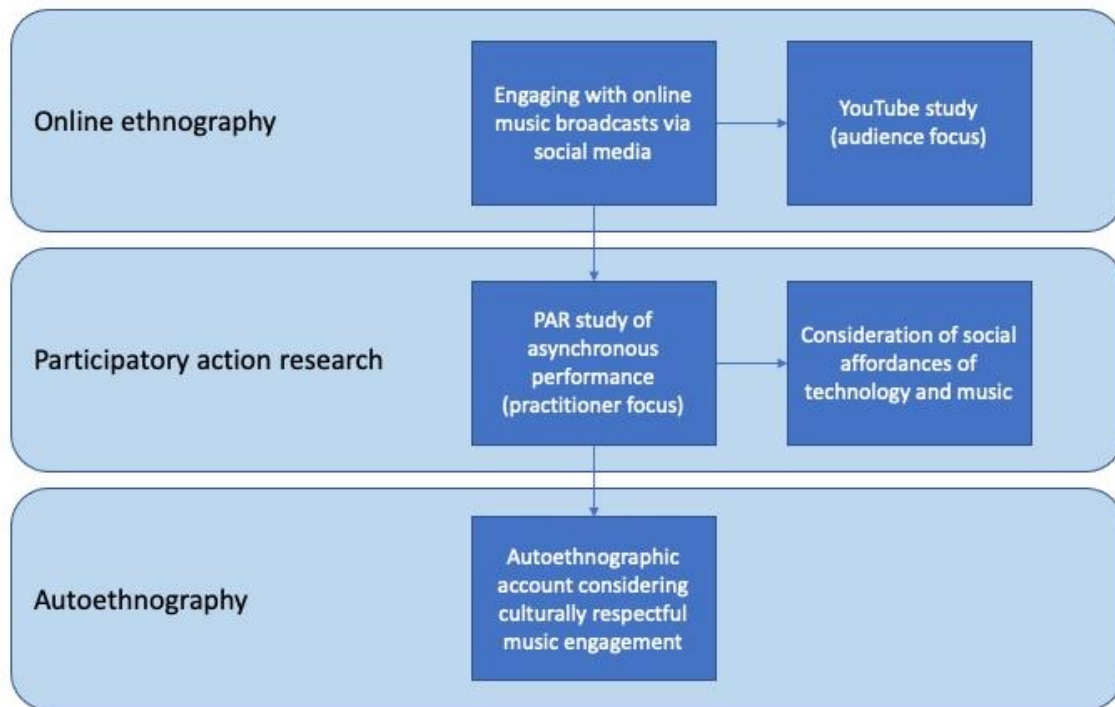 Online ethnography
Engaging with online
music broadcasts via
social media
YouTube study
(audience focus)
Participatory action research
PAR study of
asynchronous
performance
(practitioner focus)
Consideration of social
affordances of
technology and music
Autoethnography
Autoethnographic
account considering
culturally respectful
music engagement